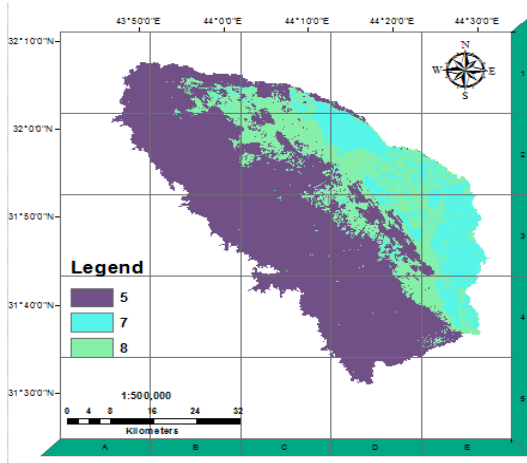 43°50'0"E 44°0'0"E 44°10'0"E 44°20'0"E 44°30'0"E
32°10'0"N
N
W E
S
1
32°0'0"N
2
31°50'0"N
3
Legend
5
7
8
31°40'0"N
4
1:500,000
31°30'0"N
5
0 4 8 16 24 32
Kilometers
A B C D E